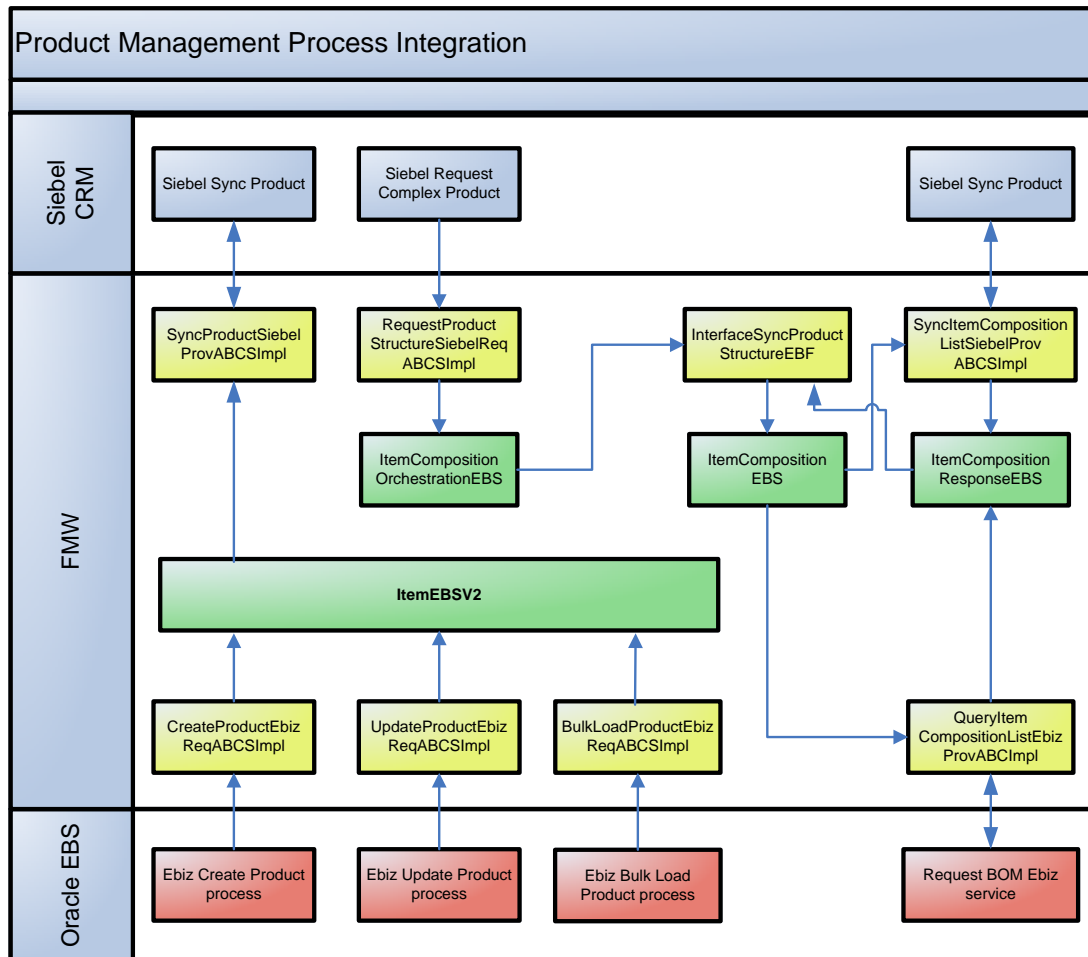 Product Management Process Integration
Siebel
CRM
Siebel Sync Product
Siebel Request
Complex Product
Siebel Sync Product
FMW
SyncProductSiebel
ProvABCSImpl
RequestProduct
StructureSiebelReq
ABCSImpl
InterfaceSyncProduct
StructureEBF
SyncItemComposition
ListSiebelProv
ABCSImpl
ItemComposition
OrchestrationEBS
ItemComposition
EBS
ItemComposition
ResponseEBS
ItemEBSV2
CreateProductEbiz
ReqABCSImpl
UpdateProductEbiz
ReqABCSImpl
BulkLoadProductEbiz
ReqABCSImpl
QueryItem
CompositionListEbiz
ProvABCImpl
Oracle EBS
Ebiz Create Product
process
Ebiz Update Product
process
Ebiz Bulk Load
Product process
Request BOM Ebiz
service